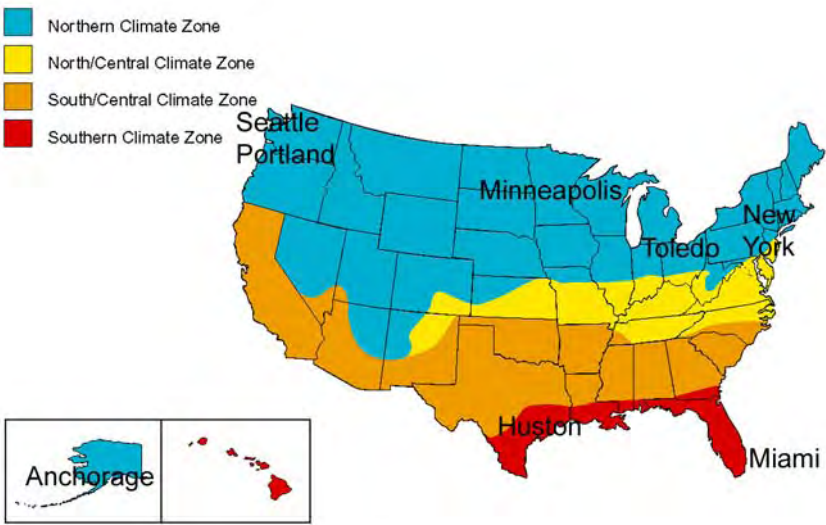 Northern Climate Zone
North/Central Climate Zone
South/Central Climate Zone
Southern Climate Zone
Seattle
Portland
Minneapolis
New
York
Toledo
Huston
Miami
Anchorage